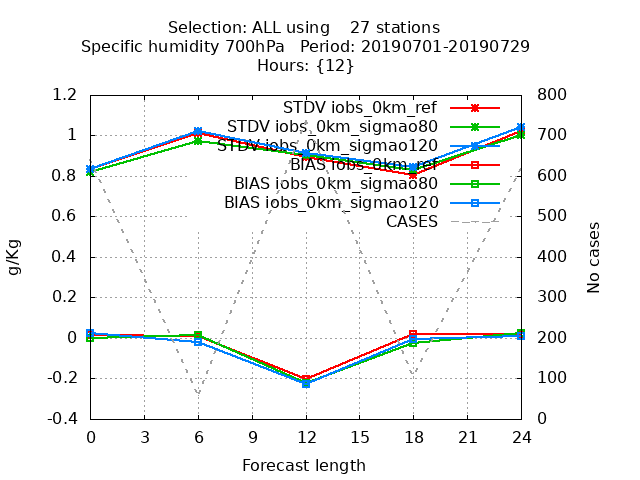 Selection: ALL using    27 stations
Specific humidity 700hPa   Period: 20190701-20190729
Hours: {12}
1.2
1
0.8
0.6
0.4
0.2
0
-0.2
-0.4
g/Kg
STDV iobs_0km_ref
STDV iobs_0km_sigmao80
STDV iobs_0km_sigmao120
BIAS iobs_0km_ref
BIAS iobs_0km_sigmao80
BIAS iobs_0km_sigmao120
CASES
800
700
600
500
400
300
200
100
0
No cases
0 3 6 9 12 15 18 21 24
Forecast length